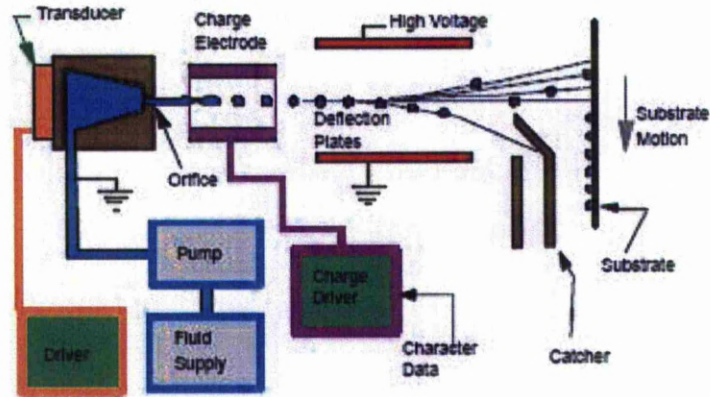 Transducer
Charge
Electrode
High Voltage
Deflection
Plates
Substrate
Motion
Orifice
Pump
Charge
Driver
Substrate
Driver
Fluid
Supply
Character
Data
Catcher